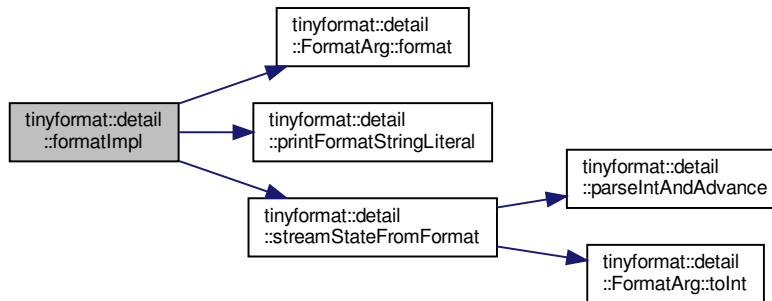 tinyformat::detail
::formatImpl
tinyformat::detail
::FormatArg::format
tinyformat::detail
::printFormatStringLiteral
tinyformat::detail
::streamStateFromFormat
tinyformat::detail
::parseIntAndAdvance
tinyformat::detail
::FormatArg::toInt